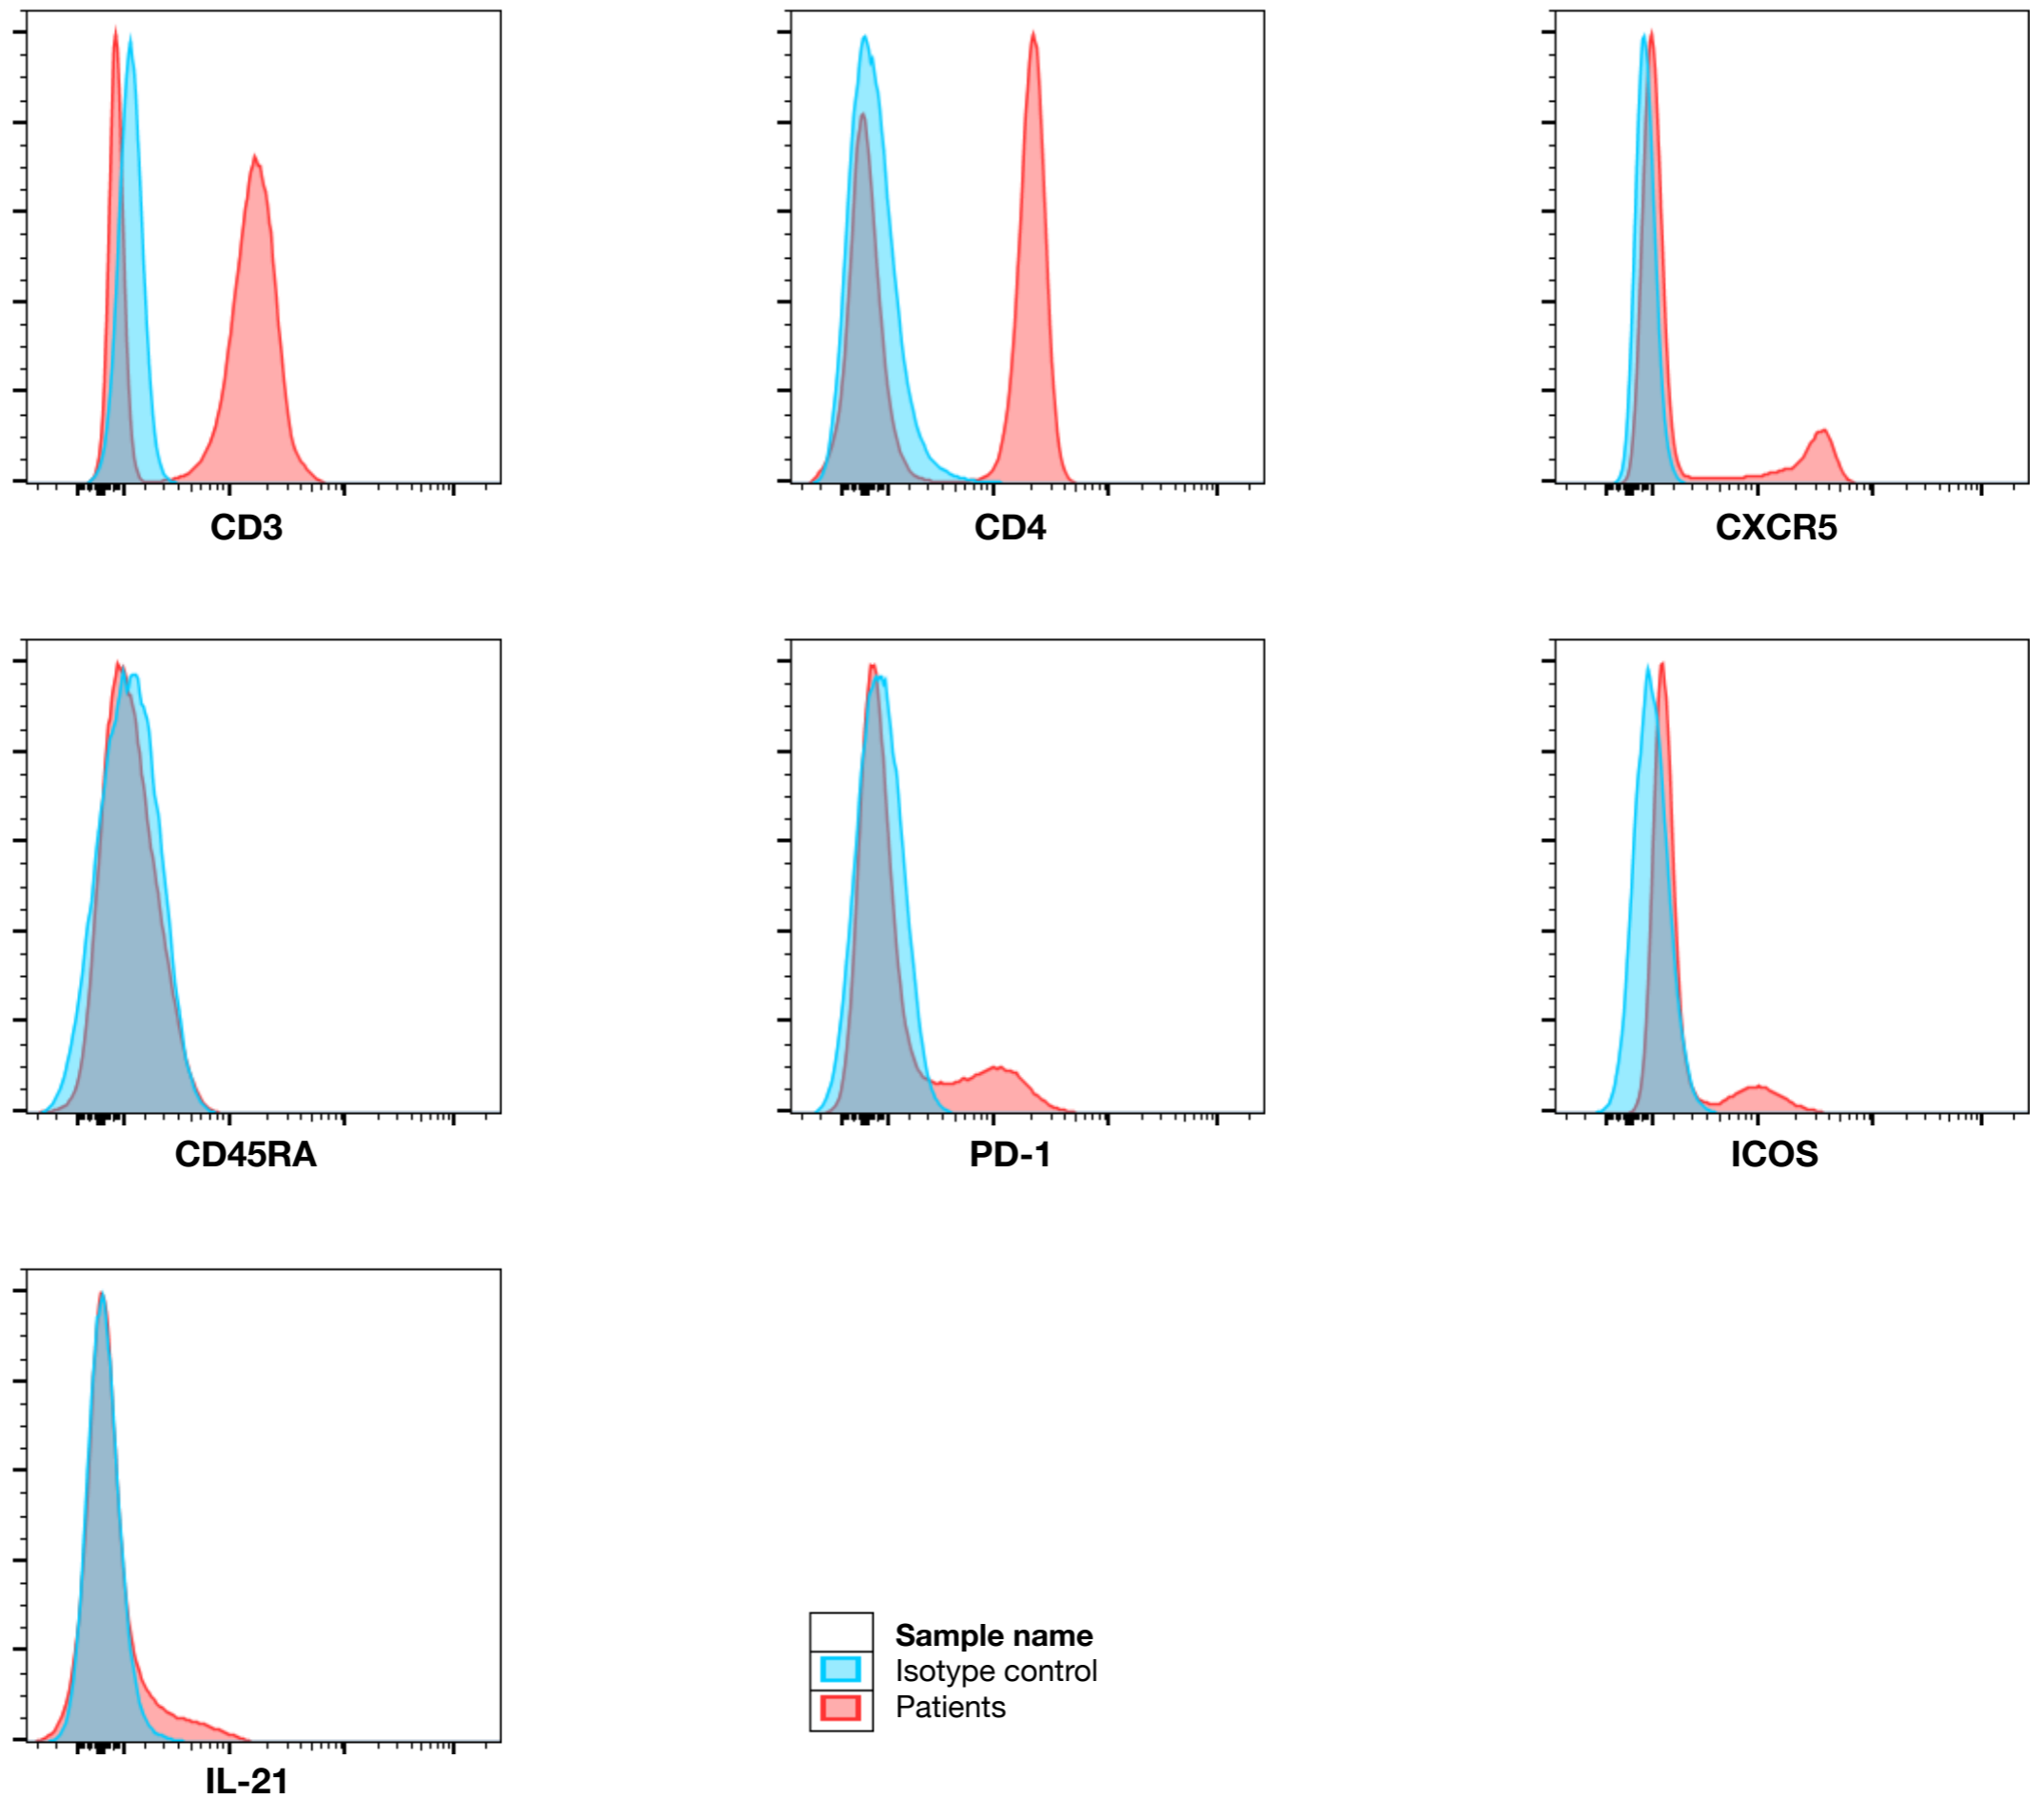 CD3
CD4
CXCR5
CD45RA
PD-1
ICOS
IL-21
Sample name
Isotype control
Patients